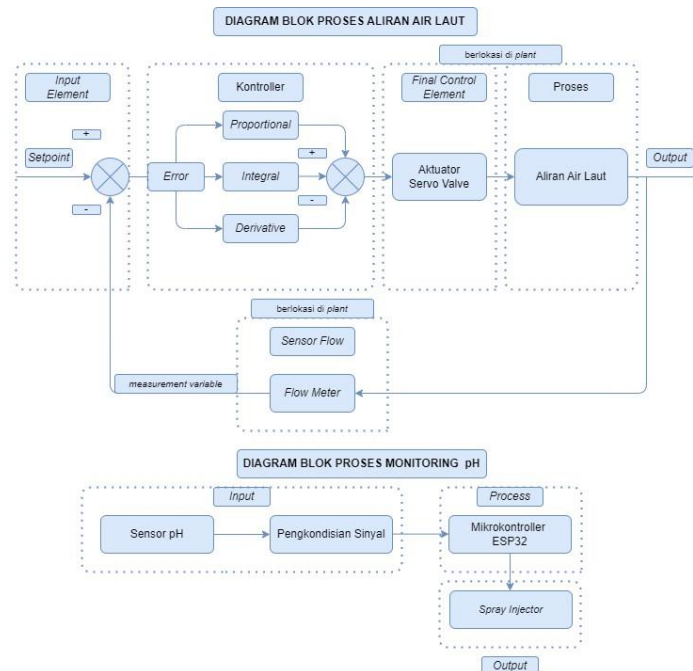 DIAGRAM BLOK PROSES ALIRAN AIR LAUT
berlokasi di plant
Input
Element
Kontroller
Final Control
Element
Proses
+
Setpoint
-
Error
Proportional
Integral
Derivative
+
-
Aktuator
Servo Valve
Aliran Air Laut
Output
berlokasi di plant
Sensor Flow
measurement variable
Flow Meter
DIAGRAM BLOK PROSES MONITORING pH
Input
Process
Sensor pH
Pengkondisian Sinyal
Mikrokontroller
ESP32
Spray Injector
Output